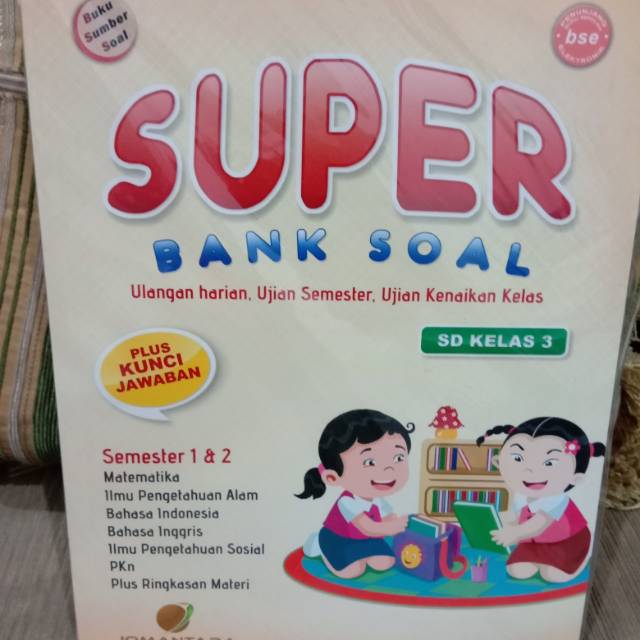 Buku
Sumber
Soal
PENUNJANG
bse
ELEKTRONIK
SUPER
BANK SOAL
Ulangan harian, Ujian Semester, Ujian Kenaikan Kelas
PLUS
KUNCI
JAWABAN
SD KELAS 3
Semester 1 & 2
Matematika
Ilmu Pengetahuan Alam
Bahasa Indonesia
Bahasa Inggris
Ilmu Pengetahuan Sosial
PKn
Plus Ringkasan Materi